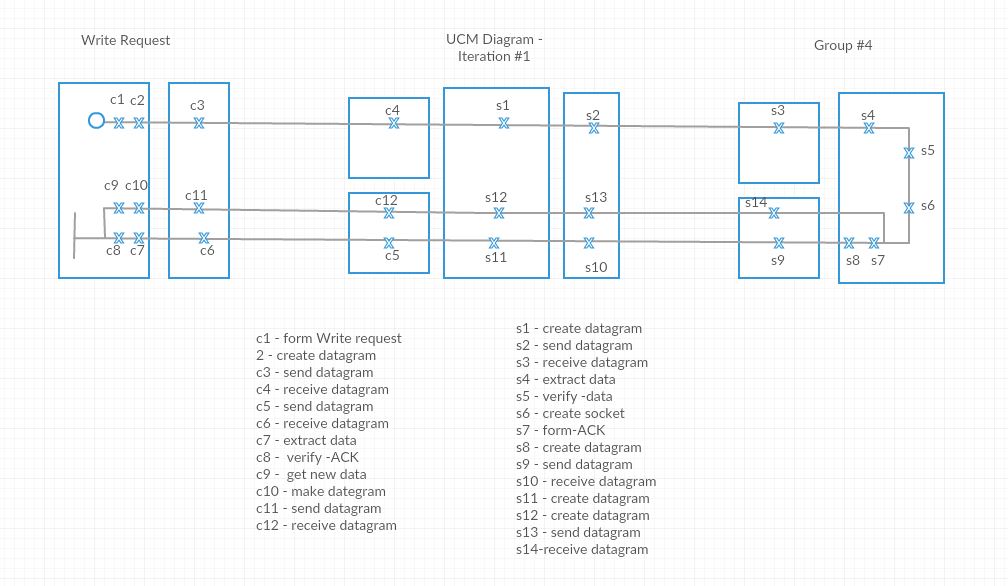 Write Request
UCM Diagram -
Iteration #1
Group #4
c1 c2
c3
c4
s1
s2
s3
s4
s5
s6
c9 c10
c11
c12
s12
s13
s14
c8 c7
c6
c5
s11
s10
s9
s8 s7
c1 - form Write request
2 - create datagram
c3 - send datagram
c4 - receive datagram
c5 - send datagram
c6 - receive datagram
c7 - extract data
c8 - verify -ACK
c9 - get new data
c10 - make dategram
c11 - send datagram
c12 - receive datagram
s1 - create datagram
s2 - send datagram
s3 - receive datagram
s4 - extract data
s5 - verify -data
s6 - create socket
s7 - form-ACK
s8 - create datagram
s9 - send datagram
s10 - receive datagram
s11 - create datagram
s12 - create datagram
s13 - send datagram
s14-receive datagram